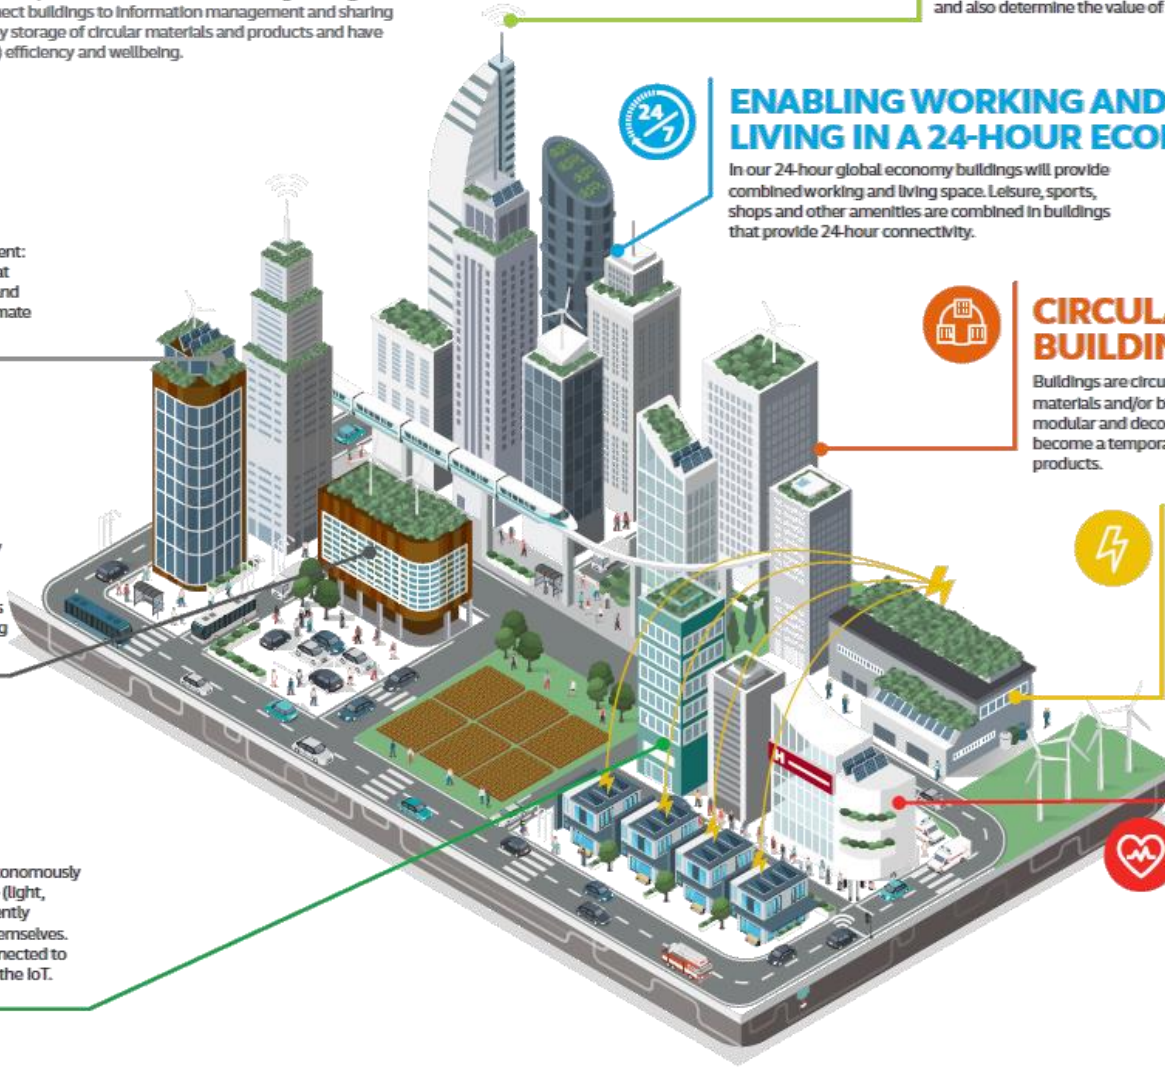 nect buildings to information management and sharing
y storage of circular materials and products and have
) efficiency and wellbeing.
and also determine the value of
24/7
ENABLING WORKING AND
LIVING IN A 24-HOUR ECO
In our 24-hour global economy buildings will provide
combined working and living space. Leisure, sports,
shops and other amenities are combined in buildings
that provide 24-hour connectivity.
ent:
at
nd
mate
CIRCULA
BUILDIN
Buildings are circu
materials and/or b
modular and deco
become a tempora
products.
s
g
H
tonomously
(light,
ently
emselves.
nected to
the IoT.